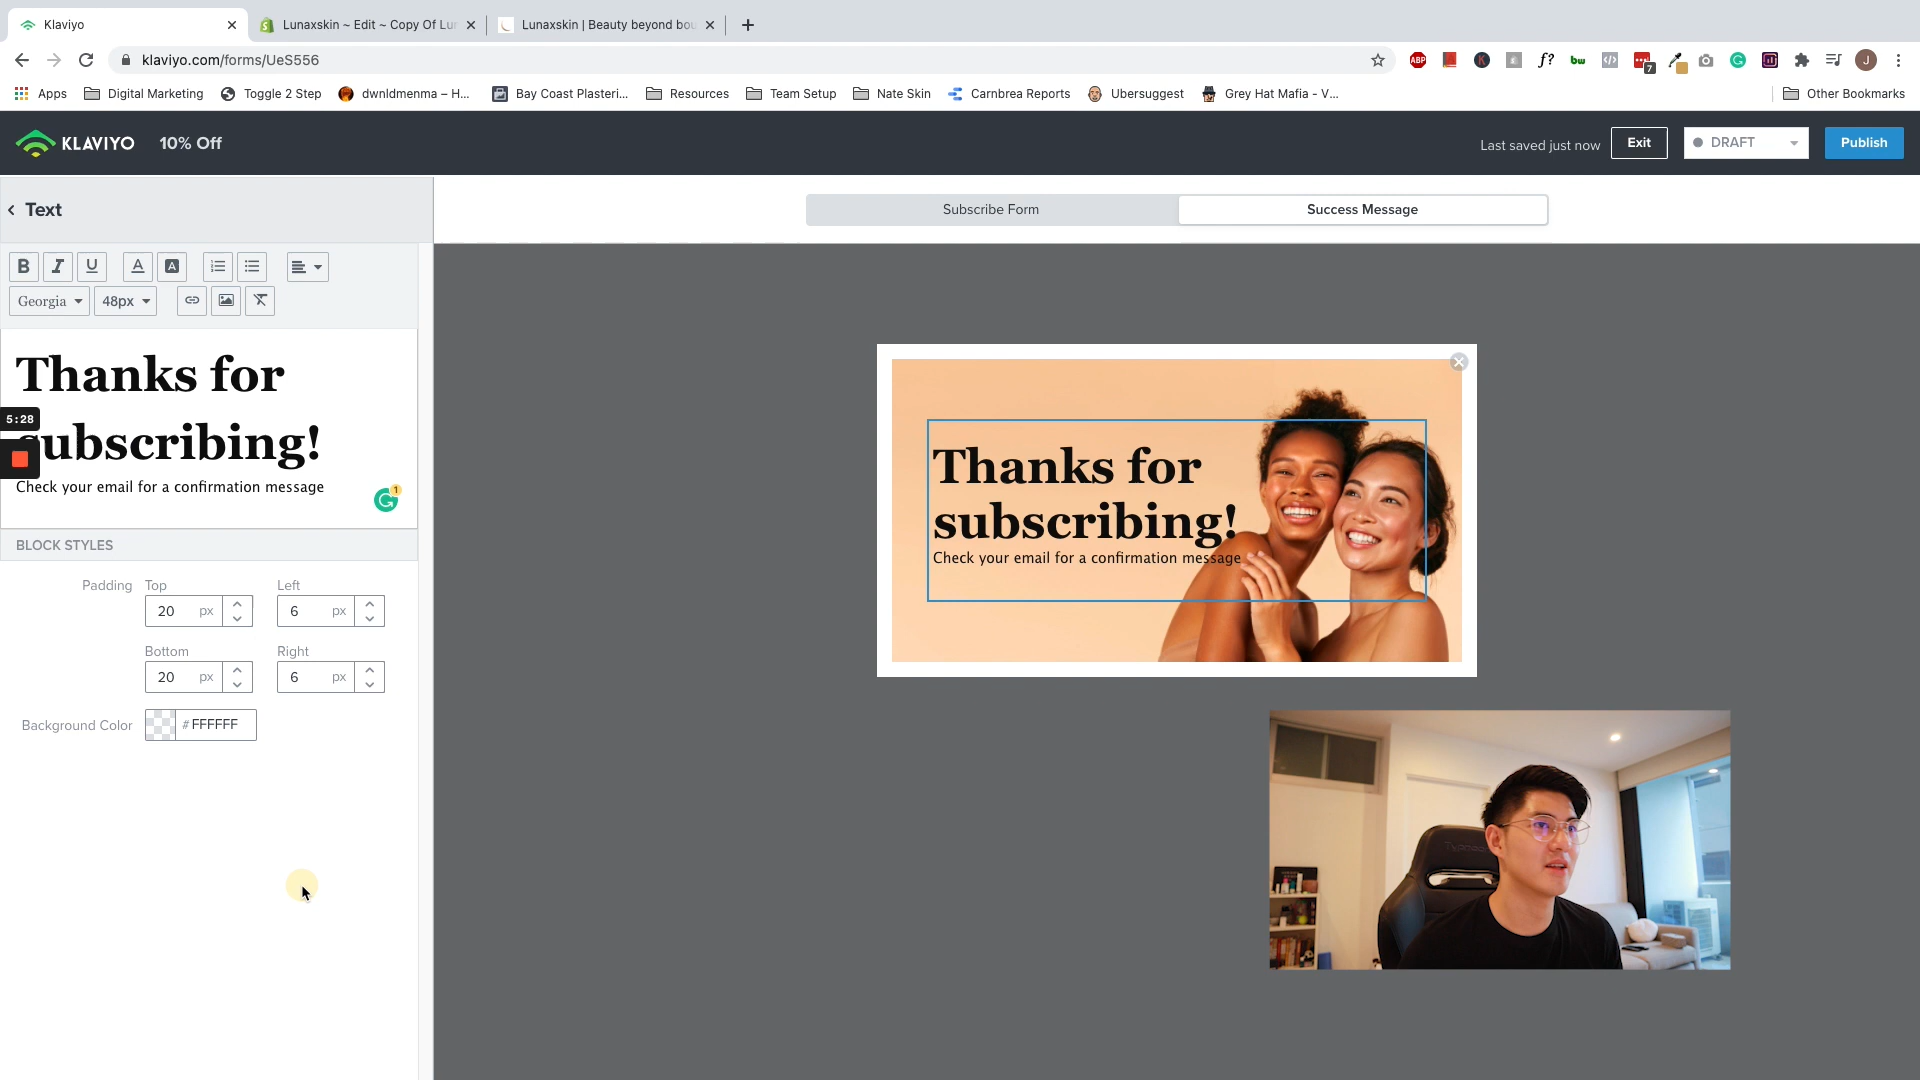 Klaviyo
Lunaxskin ~ Edit ~ Copy Of Lu
Lunaxskin | Beauty beyond bo
klaviyo.com/forms/UeS556
ABP
K
f?
bw
7
J
Apps
Digital Marketing
Toggle 2 Step
dwnldmenma – H...
Bay Coast Plasteri...
Resources
Team Setup
Nate Skin
Carnbrea Reports
Ubersuggest
Grey Hat Mafia - V...
Other Bookmarks
KLAVIYO
10% Off
Last saved just now
Exit
DRAFT
Publish
Text
Subscribe Form
Success Message
B I U A A
Georgia
48px
Thanks for
subscribing!
Check your email for a confirmation message
5:28
1
BLOCK STYLES
Padding
Top
Left
20 px
6 px
Bottom
Right
20 px
6 px
Background Color
# FFFFFF
Thanks for
subscribing!
Check your email for a confirmation message